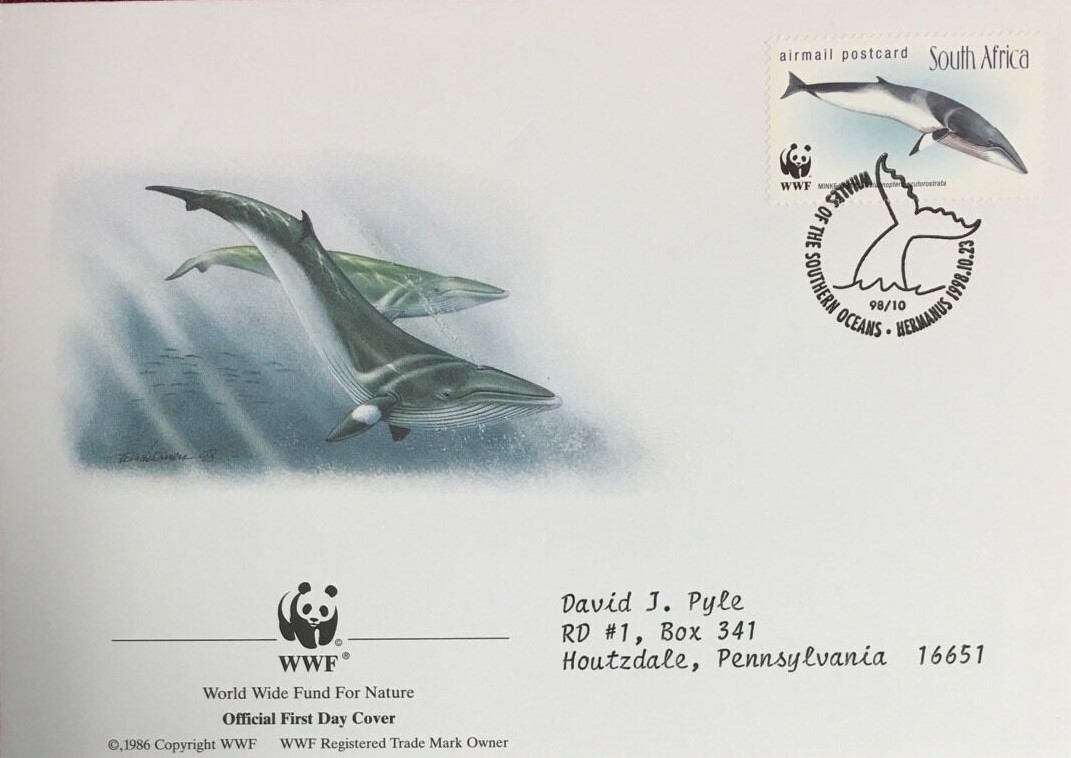 airmail postcard South Africa
WWF
WHALES OF THE SOUTHERN OCEANS • HERMANUS 1998.10.23
98/10
David J. Pyle
RD #1, Box 341
Houtzdale, Pennsylvania 16651
©
WWF®
World Wide Fund For Nature
Official First Day Cover
©,1986 Copyright WWF WWF Registered Trade Mark Owner